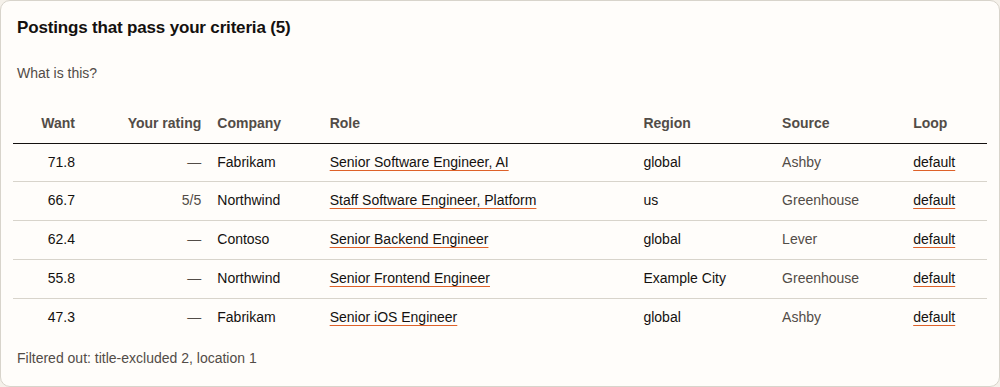 Postings that pass your criteria (5)
What is this?
Want Your rating Company Role Region Source Loop
71.8 — Fabrikam Senior Software Engineer, AI global Ashby default
66.7 5/5 Northwind Staff Software Engineer, Platform us Greenhouse default
62.4 — Contoso Senior Backend Engineer global Lever default
55.8 — Northwind Senior Frontend Engineer Example City Greenhouse default
47.3 — Fabrikam Senior iOS Engineer global Ashby default
Filtered out: title-excluded 2, location 1